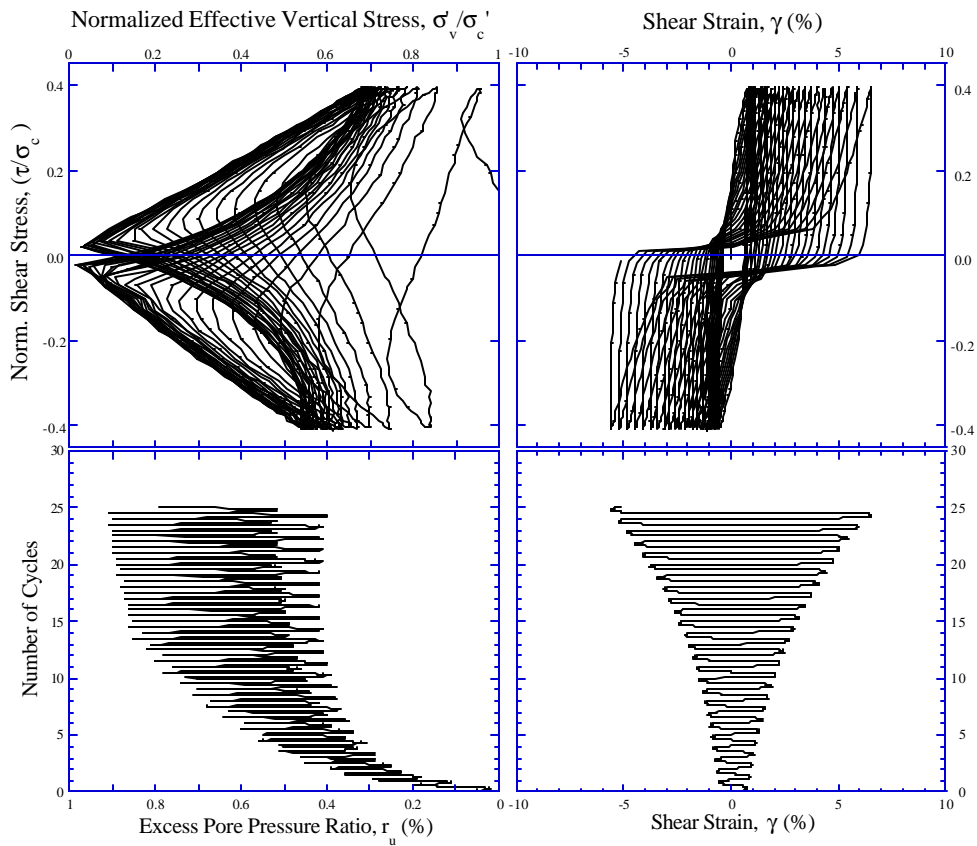 Normalized Effective Vertical Stress, σ'v/σc'
Shear Strain, γ (%)
0 0.2 0.4 0.6 0.8 1
-10 -5 0 5 10
Norm. Shear Stress, (τ/σc)
0.4
0.2
0.0
-0.2
-0.4
0.4
0.2
0.0
-0.2
-0.4
Number of Cycles
30
25
20
15
10
5
0
30
25
20
15
10
5
0
1 0.8 0.6 0.4 0.2 0
-10 -5 0 5 10
Excess Pore Pressure Ratio, ru (%)
Shear Strain, γ (%)